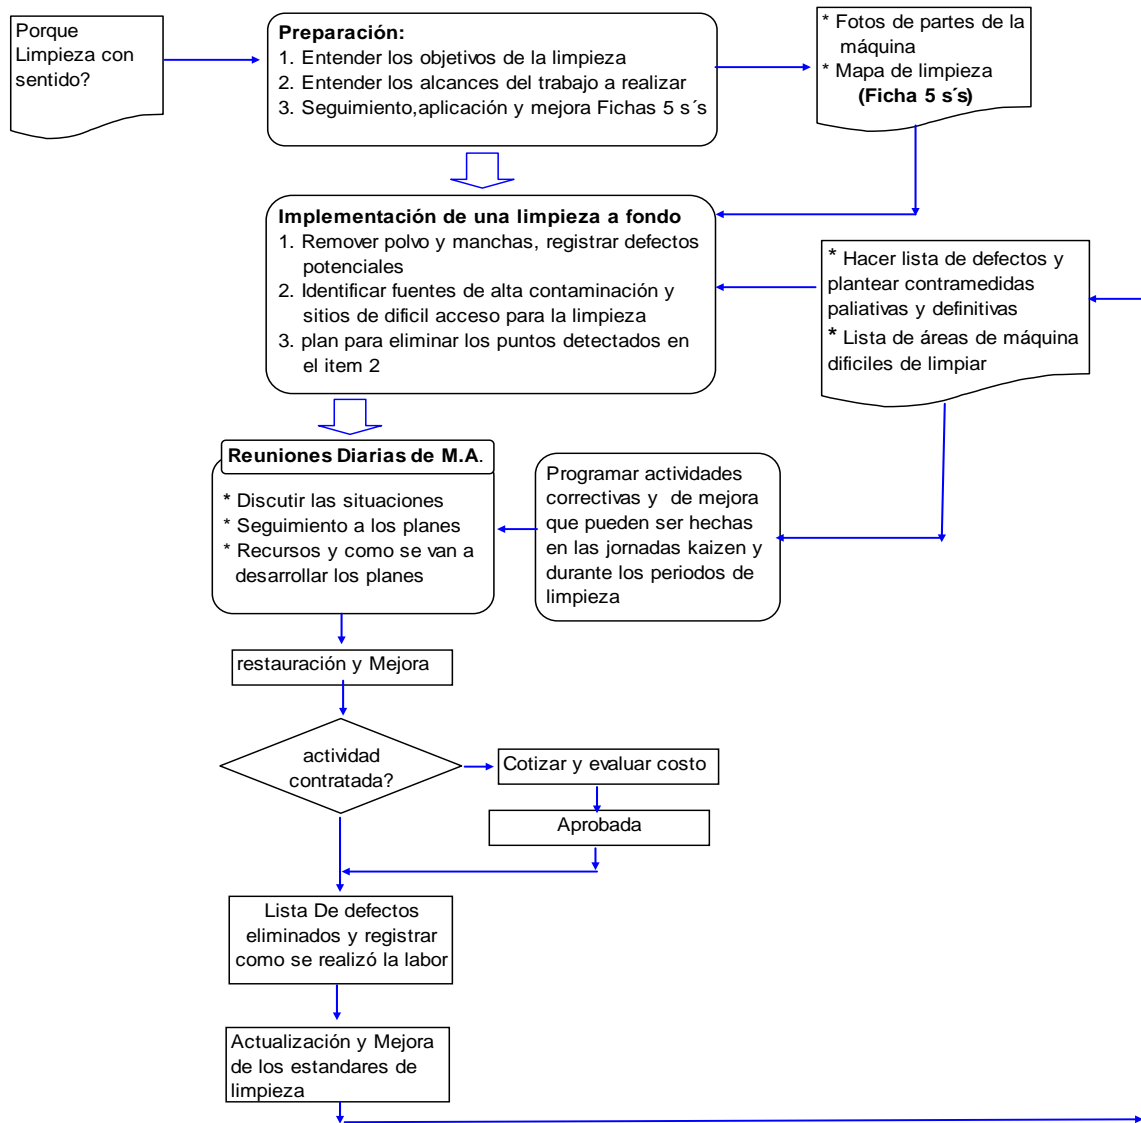 Porque
Limpieza con
sentido?
Preparación:
1. Entender los objetivos de la limpieza
2. Entender los alcances del trabajo a realizar
3. Seguimiento,aplicación y mejora Fichas 5 s´s
* Fotos de partes de la
máquina
* Mapa de limpieza
(Ficha 5 s´s)
Implementación de una limpieza a fondo
1. Remover polvo y manchas, registrar defectos
potenciales
2. Identificar fuentes de alta contaminación y
sitios de dificil acceso para la limpieza
3. plan para eliminar los puntos detectados en
el item 2
* Hacer lista de defectos y
plantear contramedidas
paliativas y definitivas
* Lista de áreas de máquina
dificiles de limpiar
Reuniones Diarias de M.A.
* Discutir las situaciones
* Seguimiento a los planes
* Recursos y como se van a
desarrollar los planes
Programar actividades
correctivas y de mejora
que pueden ser hechas
en las jornadas kaizen y
durante los periodos de
limpieza
restauración y Mejora
actividad
contratada?
Cotizar y evaluar costo
Aprobada
Lista De defectos
eliminados y registrar
como se realizó la labor
Actualización y Mejora
de los estandares de
limpieza